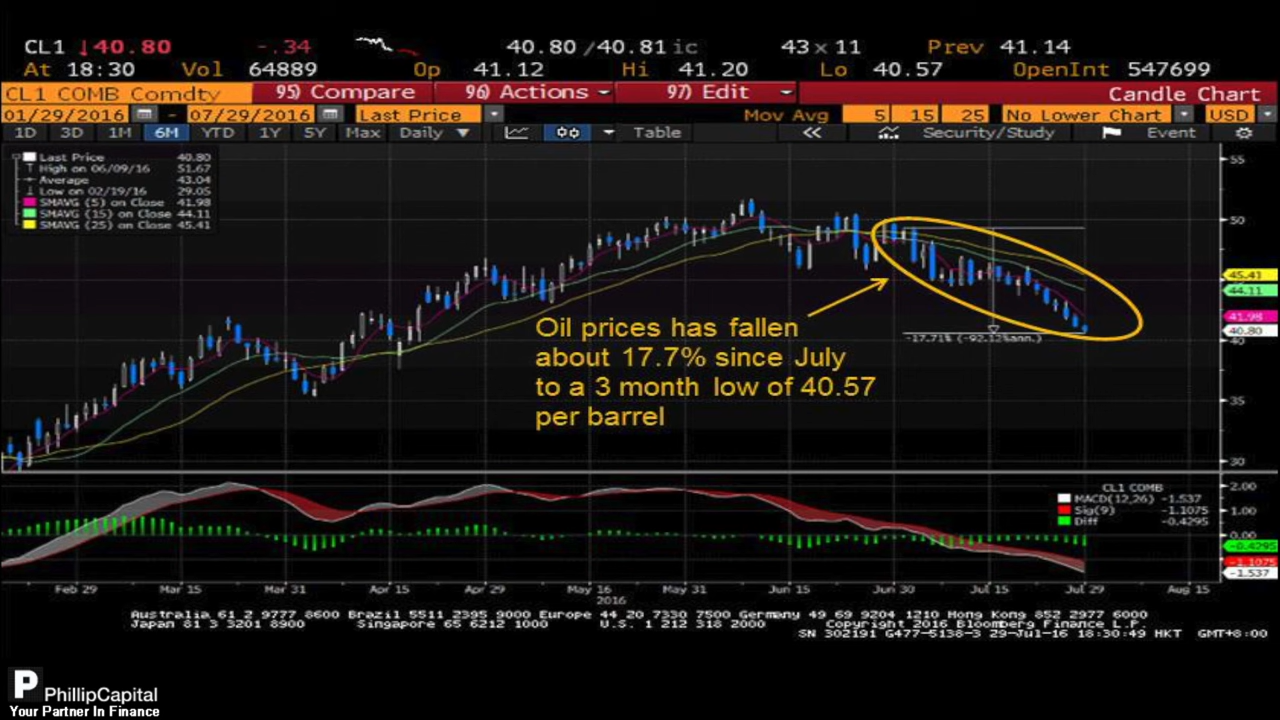 CL1 ↓40.80 -.34 40.80/40.81ic 43x11 Prev 41.14
At 18:30 Vol 64889 Op 41.12 Hi 41.20 Lo 40.57 OpenInt 547699
CL1 COMB Comdty 95) Compare 96) Actions 97) Edit Candle Chart
01/29/2016 - 07/29/2016 Last Price Mov Avg 5 15 25 No Lower Chart USD
1D 3D 1M 6M YTD 1Y 5Y Max Daily ▼ Table « Security/Study Event
Last Price 40.80
High on 06/09/16 51.67
Average 43.04
Low on 02/19/16 29.05
SMAVG (5) on Close 41.98
SMAVG (15) on Close 44.11
SMAVG (25) on Close 45.41
55
50
45.41
44.11
41.98
40.80
40
35
30
-17.71% (-92.12%ann.)
Oil prices has fallen
about 17.7% since July
to a 3 month low of 40.57
per barrel
CL1 COMB
MACD(12,26) -1.537
Sig(9) -1.1075
Diff -0.4295
2.00
1.00
0.00
-0.4295
-1.1075
-1.537
Feb 29 Mar 15 Mar 31 Apr 15 Apr 29 May 16 May 31 Jun 15 Jun 30 Jul 15 Jul 29 Aug 15
2016
Australia 61 2 9777 8600 Brazil 5511 2395 9000 Europe 44 20 7330 7500 Germany 49 69 9204 1210 Hong Kong 852 2977 6000
Japan 81 3 3201 8900 Singapore 65 6212 1000 U.S. 1 212 318 2000 Copyright 2016 Bloomberg Finance L.P.
SN 302191 G477-5138-3 29-Jul-16 18:30:49 HKT GMT+8:00
P PhillipCapital
Your Partner In Finance